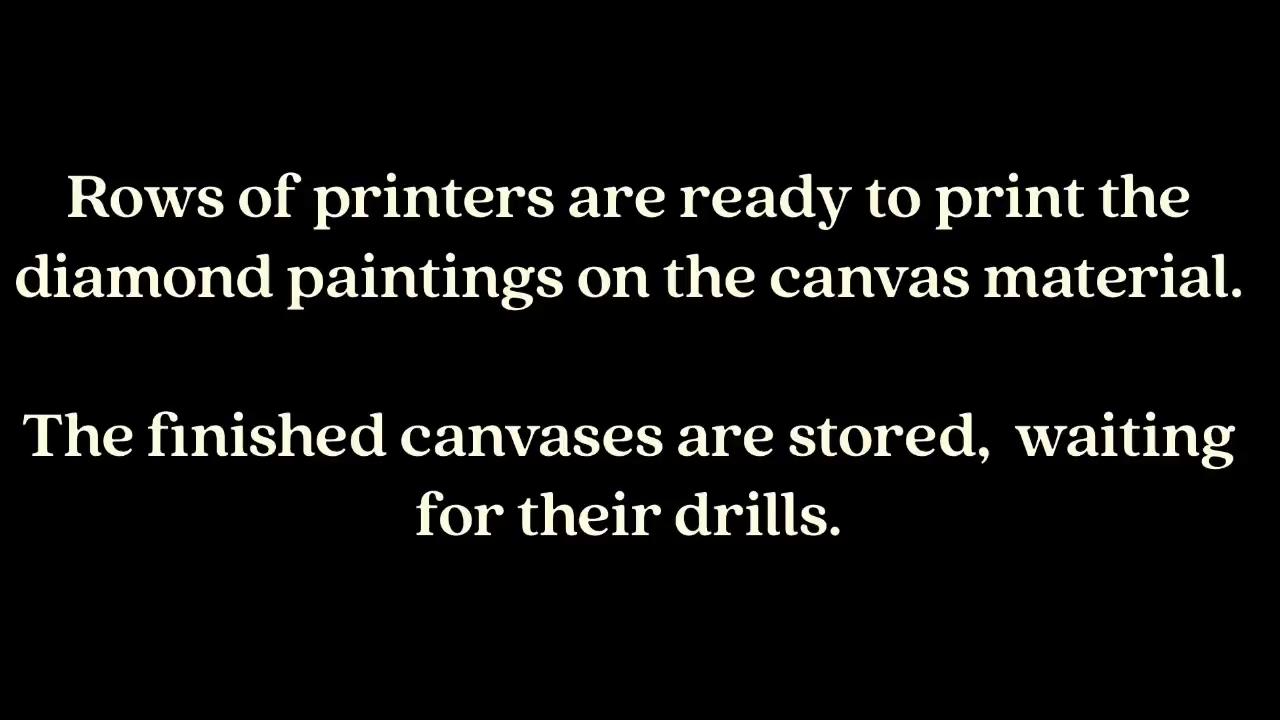 Rows of printers are ready to print the
diamond paintings on the canvas material.
The finished canvases are stored,  waiting
for their drills.